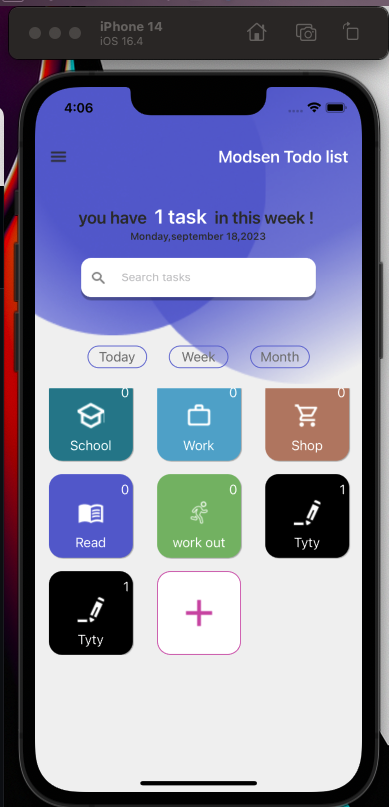 iPhone 14
iOS 16.4
4:06
Modsen Todo list
you have 1 task in this week !
Monday,september 18,2023
Search tasks
Today Week Month
0 0 0
School Work Shop
0 0 1
Read work out Tyty
1
Tyty